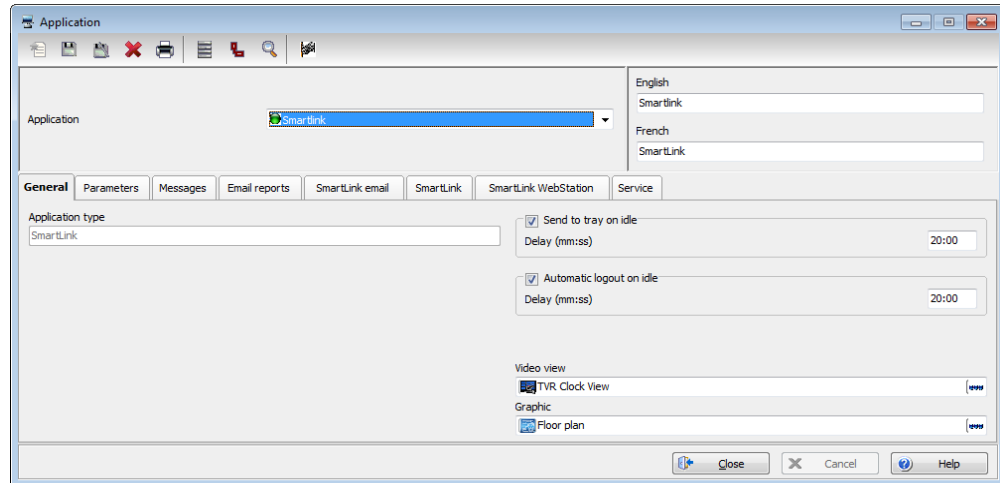 Application
English
Smartlink
Application
Smartlink
French
SmartLink
General
Parameters
Messages
Email reports
SmartLink email
SmartLink
SmartLink WebStation
Service
Application type
SmartLink
Send to tray on idle
Delay (mm:ss)
20:00
Automatic logout on idle
Delay (mm:ss)
20:00
Video view
TVR Clock View
Graphic
Floor plan
Close
Cancel
Help